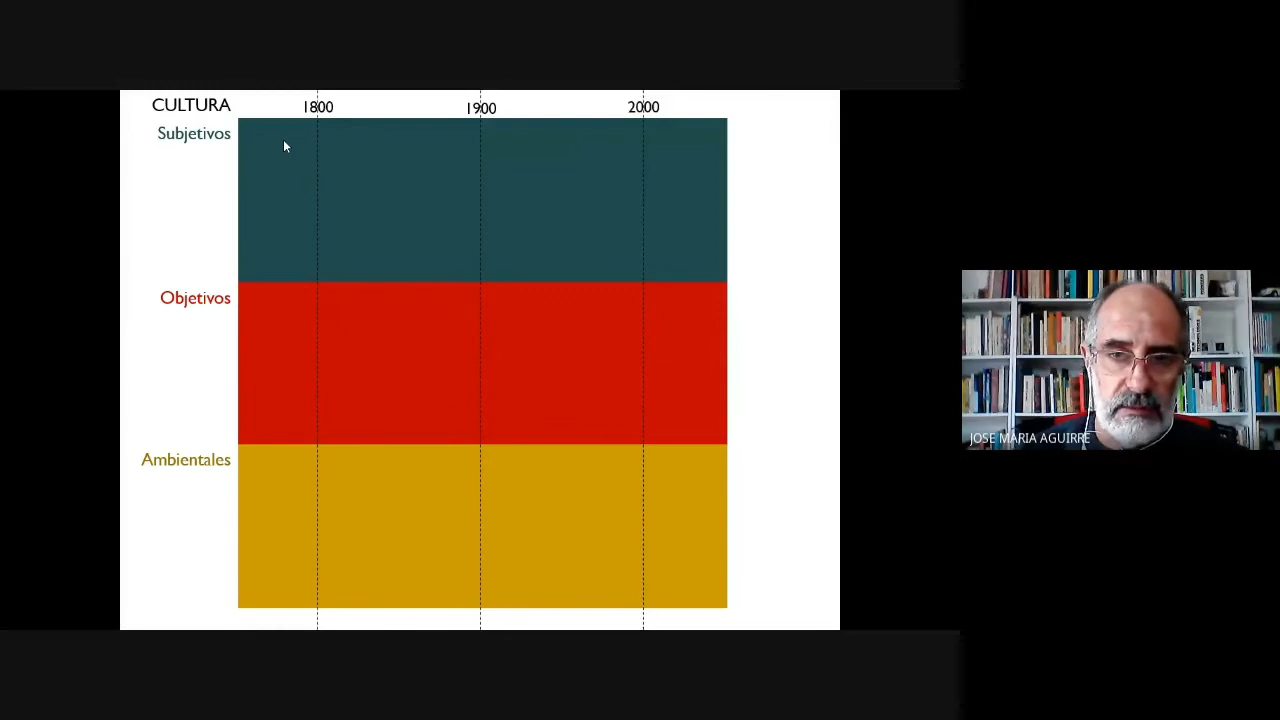 CULTURA 1800 1900 2000
Subjetivos
Objetivos
Ambientales
JOSE MARIA AGUIRRE